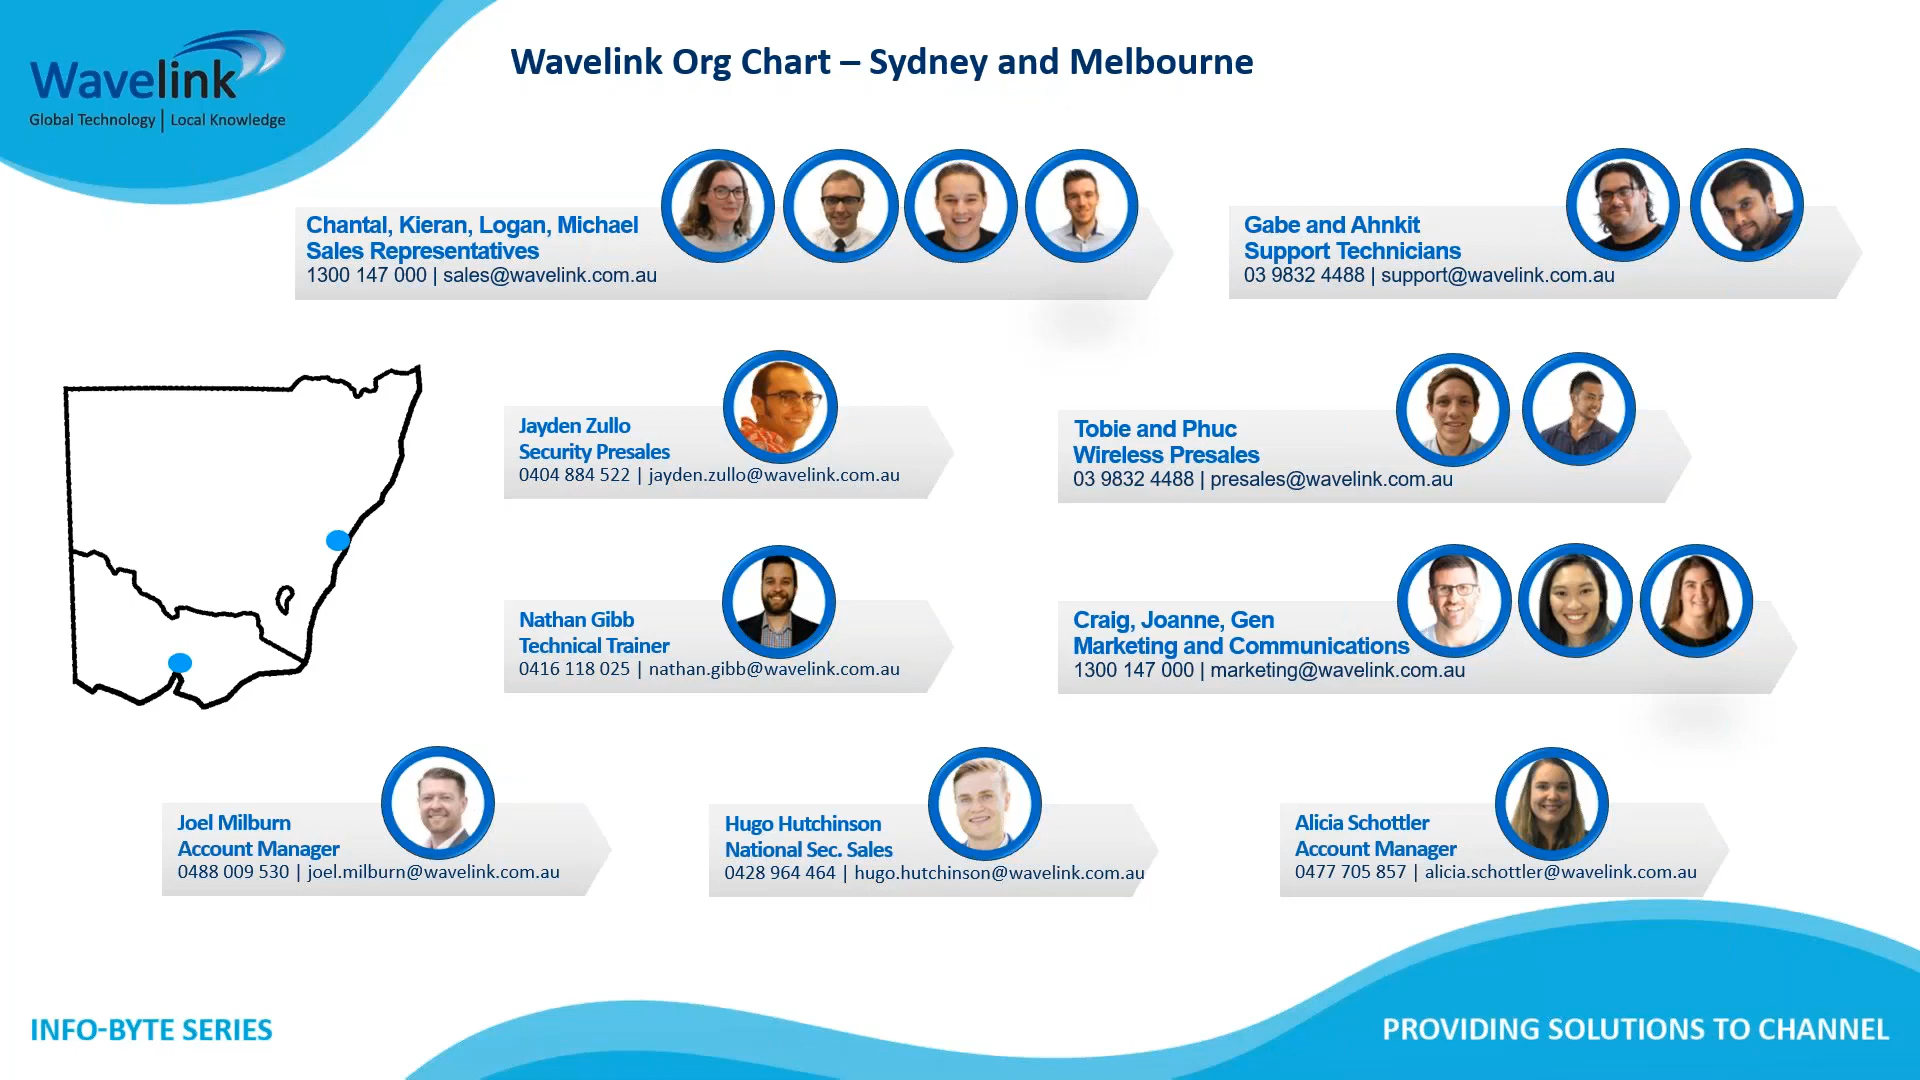 Wavelink
Global Technology | Local Knowledge
Wavelink Org Chart – Sydney and Melbourne
Chantal, Kieran, Logan, Michael
Sales Representatives
1300 147 000 | sales@wavelink.com.au
Gabe and Ahnkit
Support Technicians
03 9832 4488 | support@wavelink.com.au
Jayden Zullo
Security Presales
0404 884 522 | jayden.zullo@wavelink.com.au
Tobie and Phuc
Wireless Presales
03 9832 4488 | presales@wavelink.com.au
Nathan Gibb
Technical Trainer
0416 118 025 | nathan.gibb@wavelink.com.au
Craig, Joanne, Gen
Marketing and Communications
1300 147 000 | marketing@wavelink.com.au
Joel Milburn
Account Manager
0488 009 530 | joel.milburn@wavelink.com.au
Hugo Hutchinson
National Sec. Sales
0428 964 464 | hugo.hutchinson@wavelink.com.au
Alicia Schottler
Account Manager
0477 705 857 | alicia.schottler@wavelink.com.au
INFO-BYTE SERIES
PROVIDING SOLUTIONS TO CHANNEL